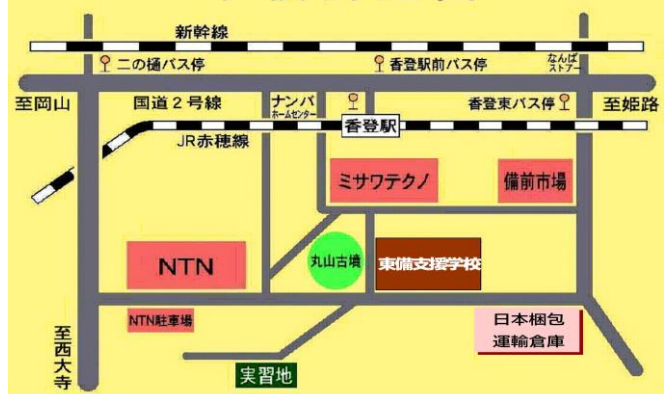 新幹線
二の樋バス停
香登駅前バス停
なんば
ストアー
至岡山
国道２号線
ナンバ
ホームセンター
香登東バス停
至姫路
香登駅
JR赤穂線
ミサワテクノ
備前市場
NTN
丸山古墳
東備支援学校
NTN駐車場
日本梱包
運輸倉庫
至西大寺
実習地